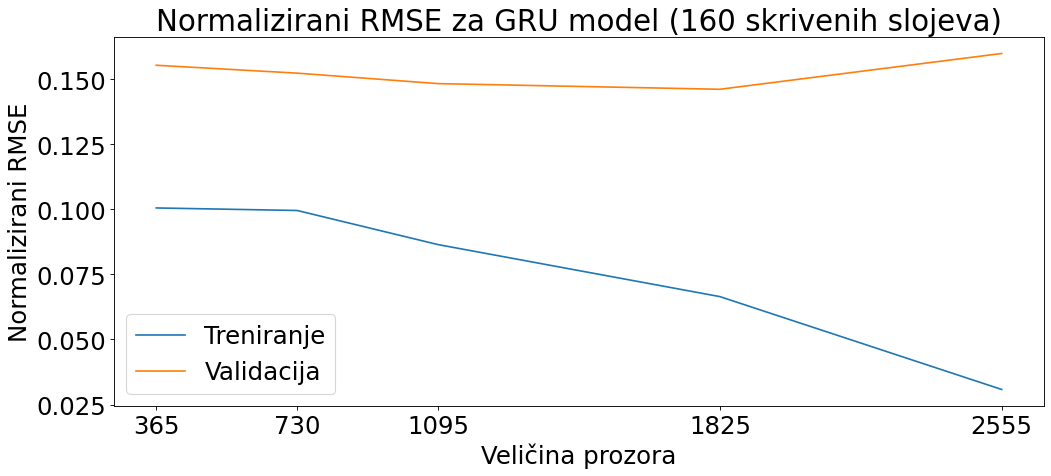 Normalizirani RMSE za GRU model (160 skrivenih slojeva)
Normalizirani RMSE
0.150
0.125
0.100
0.075
0.050
0.025
Treniranje
Validacija
365 730 1095 1825 2555
Veličina prozora